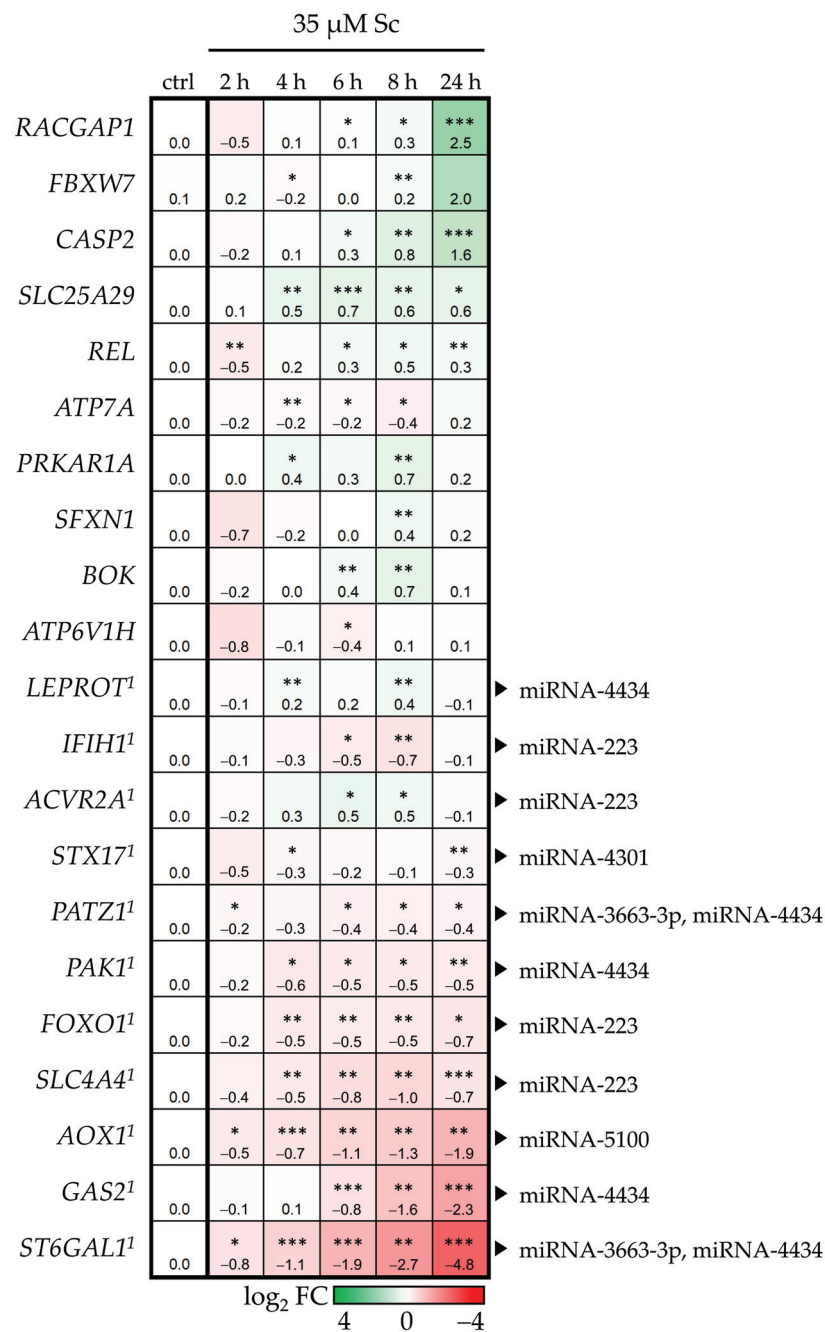 35 µM Sc
ctrl 2 h 4 h 6 h 8 h 24 h
RACGAP1 0.0 −0.5 0.1 * 0.1 * 0.3 *** 2.5
FBXW7 0.1 0.2 * −0.2 0.0 ** 0.2 2.0
CASP2 0.0 −0.2 0.1 * 0.3 ** 0.8 *** 1.6
SLC25A29 0.0 0.1 ** 0.5 *** 0.7 ** 0.6 * 0.6
REL 0.0 ** −0.5 0.2 * 0.3 * 0.5 ** 0.3
ATP7A 0.0 −0.2 ** −0.2 * −0.2 * −0.4 0.2
PRKAR1A 0.0 0.0 * 0.4 0.3 ** 0.7 0.2
SFXN1 0.0 −0.7 −0.2 0.0 ** 0.4 0.2
BOK 0.0 −0.2 0.0 ** 0.4 ** 0.7 0.1
ATP6V1H 0.0 −0.8 −0.1 * −0.4 0.1 0.1
LEPROT¹ 0.0 −0.1 ** 0.2 0.2 ** 0.4 −0.1 ▶ miRNA-4434
IFIH1¹ 0.0 −0.1 −0.3 * −0.5 ** −0.7 −0.1 ▶ miRNA-223
ACVR2A¹ 0.0 −0.2 0.3 * 0.5 * 0.5 −0.1 ▶ miRNA-223
STX17¹ 0.0 −0.5 * −0.3 −0.2 −0.1 ** −0.3 ▶ miRNA-4301
PATZ1¹ 0.0 * −0.2 −0.3 * −0.4 * −0.4 * −0.4 ▶ miRNA-3663-3p, miRNA-4434
PAK1¹ 0.0 −0.2 * −0.6 * −0.5 * −0.5 ** −0.5 ▶ miRNA-4434
FOXO1¹ 0.0 −0.2 ** −0.5 ** −0.5 ** −0.5 * −0.7 ▶ miRNA-223
SLC4A4¹ 0.0 −0.4 ** −0.5 ** −0.8 ** −1.0 *** −0.7 ▶ miRNA-223
AOX1¹ 0.0 * −0.5 *** −0.7 ** −1.1 ** −1.3 ** −1.9 ▶ miRNA-5100
GAS2¹ 0.0 −0.1 0.1 *** −0.8 ** −1.6 *** −2.3 ▶ miRNA-4434
ST6GAL1¹ 0.0 * −0.8 *** −1.1 *** −1.9 ** −2.7 *** −4.8 ▶ miRNA-3663-3p, miRNA-4434
log₂ FC
4 0 −4